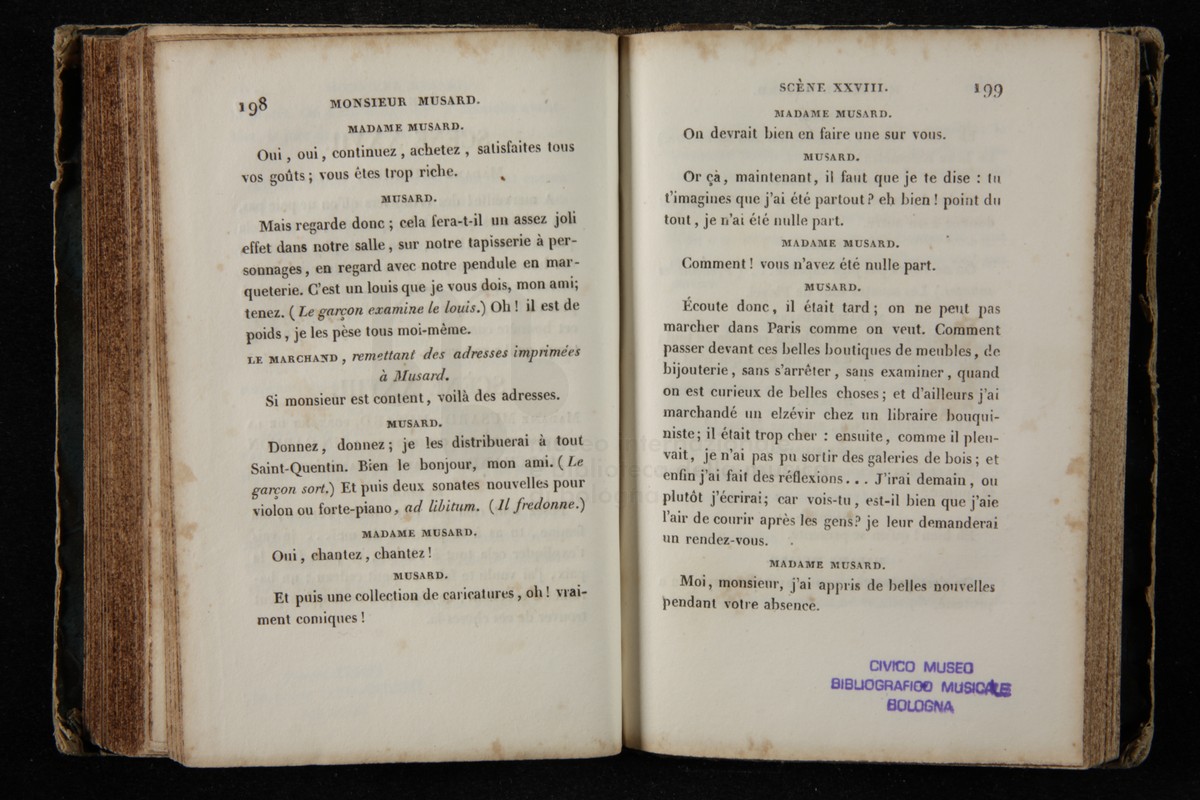 198 MONSIEUR MUSARD.
MADAME MUSARD.
Oui, oui, continuez, achetez, satisfaites tous
vos goûts; vous êtes trop riche.
MUSARD.
Mais regarde donc; cela fera-t-il un assez joli
effet dans notre salle, sur notre tapisserie à per-
sonnages, en regard avec notre pendule en mar-
queterie. C'est un louis que je vous dois, mon ami;
tenez. (Le garçon examine le louis.) Oh! il est de
poids, je les pèse tous moi-même.
LE MARCHAND, remettant des adresses imprimées
à Musard.
Si monsieur est content, voilà des adresses.
MUSARD.
Donnez, donnez; je les distribuerai à tout
Saint-Quentin. Bien le bonjour, mon ami. (Le
garçon sort.) Et puis deux sonates nouvelles pour
violon ou forte-piano, ad libitum. (Il fredonne.)
MADAME MUSARD.
Oui, chantez, chantez!
MUSARD.
Et puis une collection de caricatures, oh! vrai-
ment comiques!
SCÈNE XXVIII. 199
MADAME MUSARD.
On devrait bien en faire une sur vous.
MUSARD.
Or çà, maintenant, il faut que je te dise : tu
t'imagines que j'ai été partout? eh bien! point du
tout, je n'ai été nulle part.
MADAME MUSARD.
Comment! vous n'avez été nulle part.
MUSARD.
Écoute donc, il était tard; on ne peut pas
marcher dans Paris comme on veut. Comment
passer devant ces belles boutiques de meubles, de
bijouterie, sans s'arrêter, sans examiner, quand
on est curieux de belles choses; et d'ailleurs j'ai
marchandé un elzévir chez un libraire bouqui-
niste; il était trop cher : ensuite, comme il pleu-
vait, je n'ai pas pu sortir des galeries de bois; et
enfin j'ai fait des réflexions... J'irai demain, ou
plutôt j'écrirai; car vois-tu, est-il bien que j'aie
l'air de courir après les gens? je leur demanderai
un rendez-vous.
MADAME MUSARD.
Moi, monsieur, j'ai appris de belles nouvelles
pendant votre absence.
CIVICO MUSEO
BIBLIOGRAFICO MUSICALE
BOLOGNA